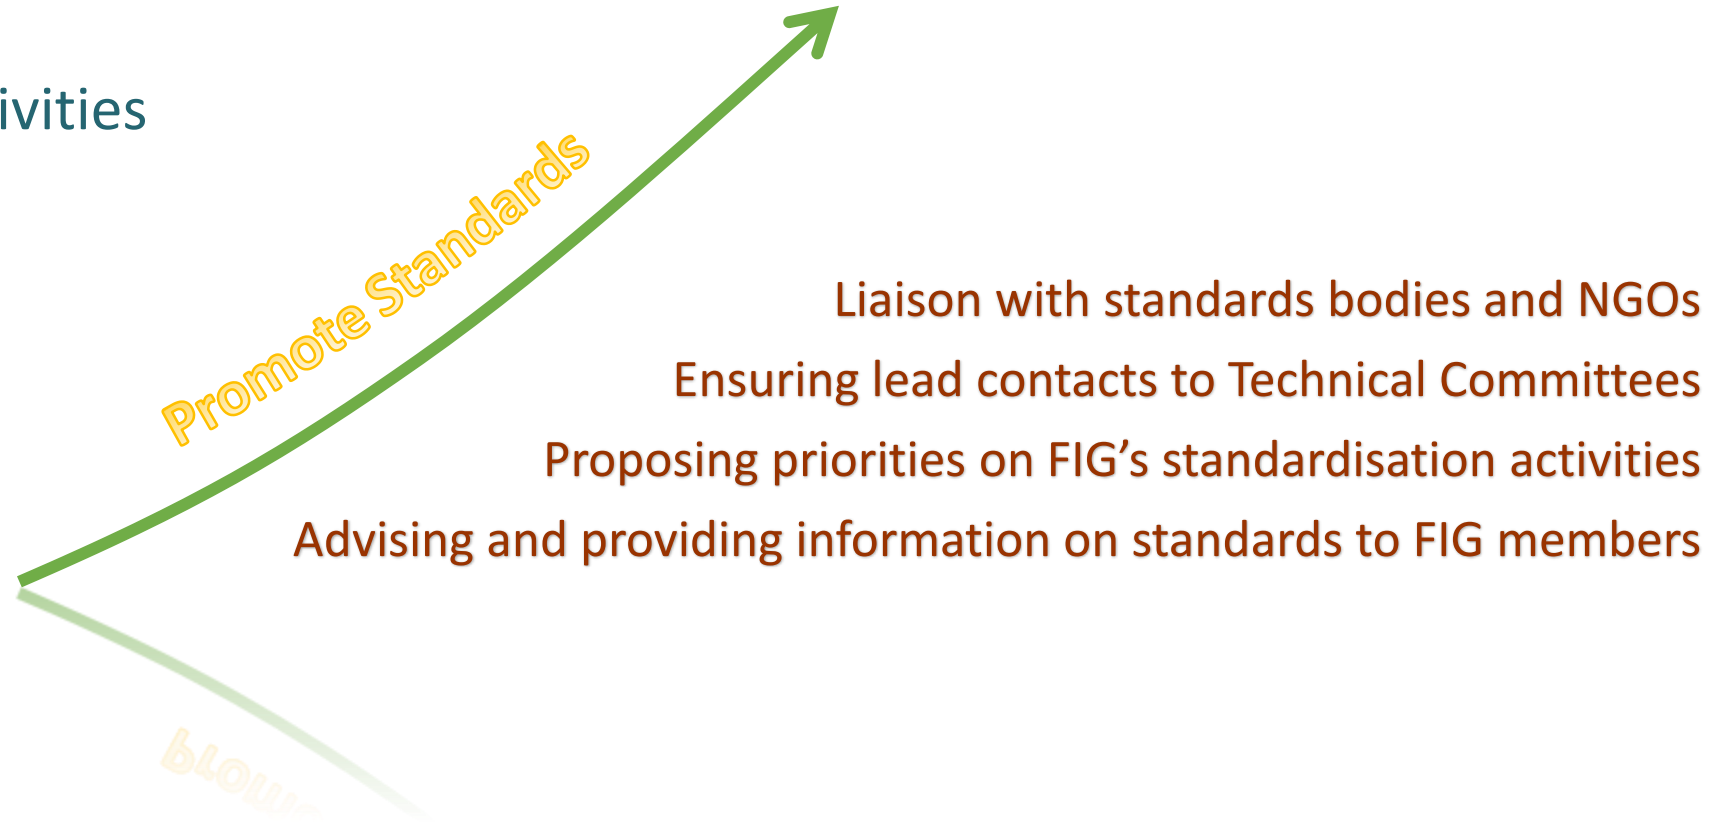 ivities
Promote Standards
Liaison with standards bodies and NGOs
Ensuring lead contacts to Technical Committees
Proposing priorities on FIG’s standardisation activities
Advising and providing information on standards to FIG members